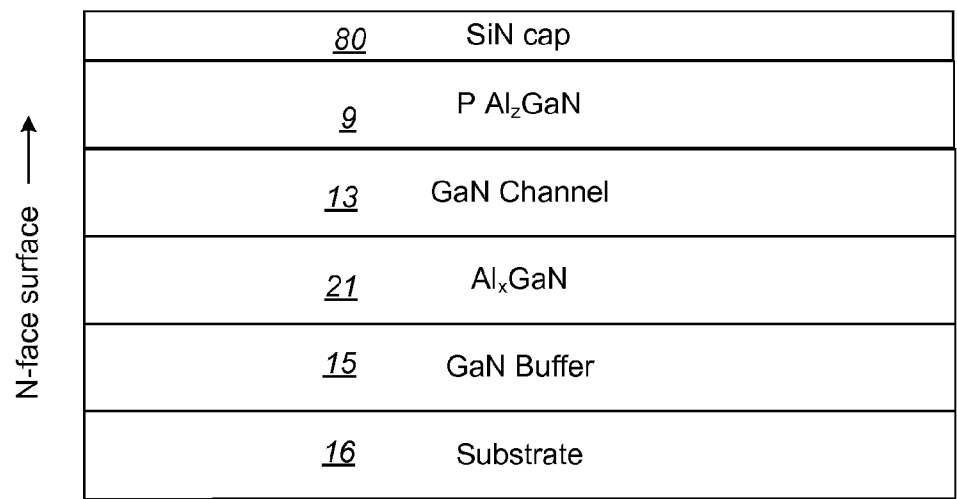 80 SiN cap
9 P AlzGaN
13 GaN Channel
21 AlxGaN
15 GaN Buffer
16 Substrate
N-face surface